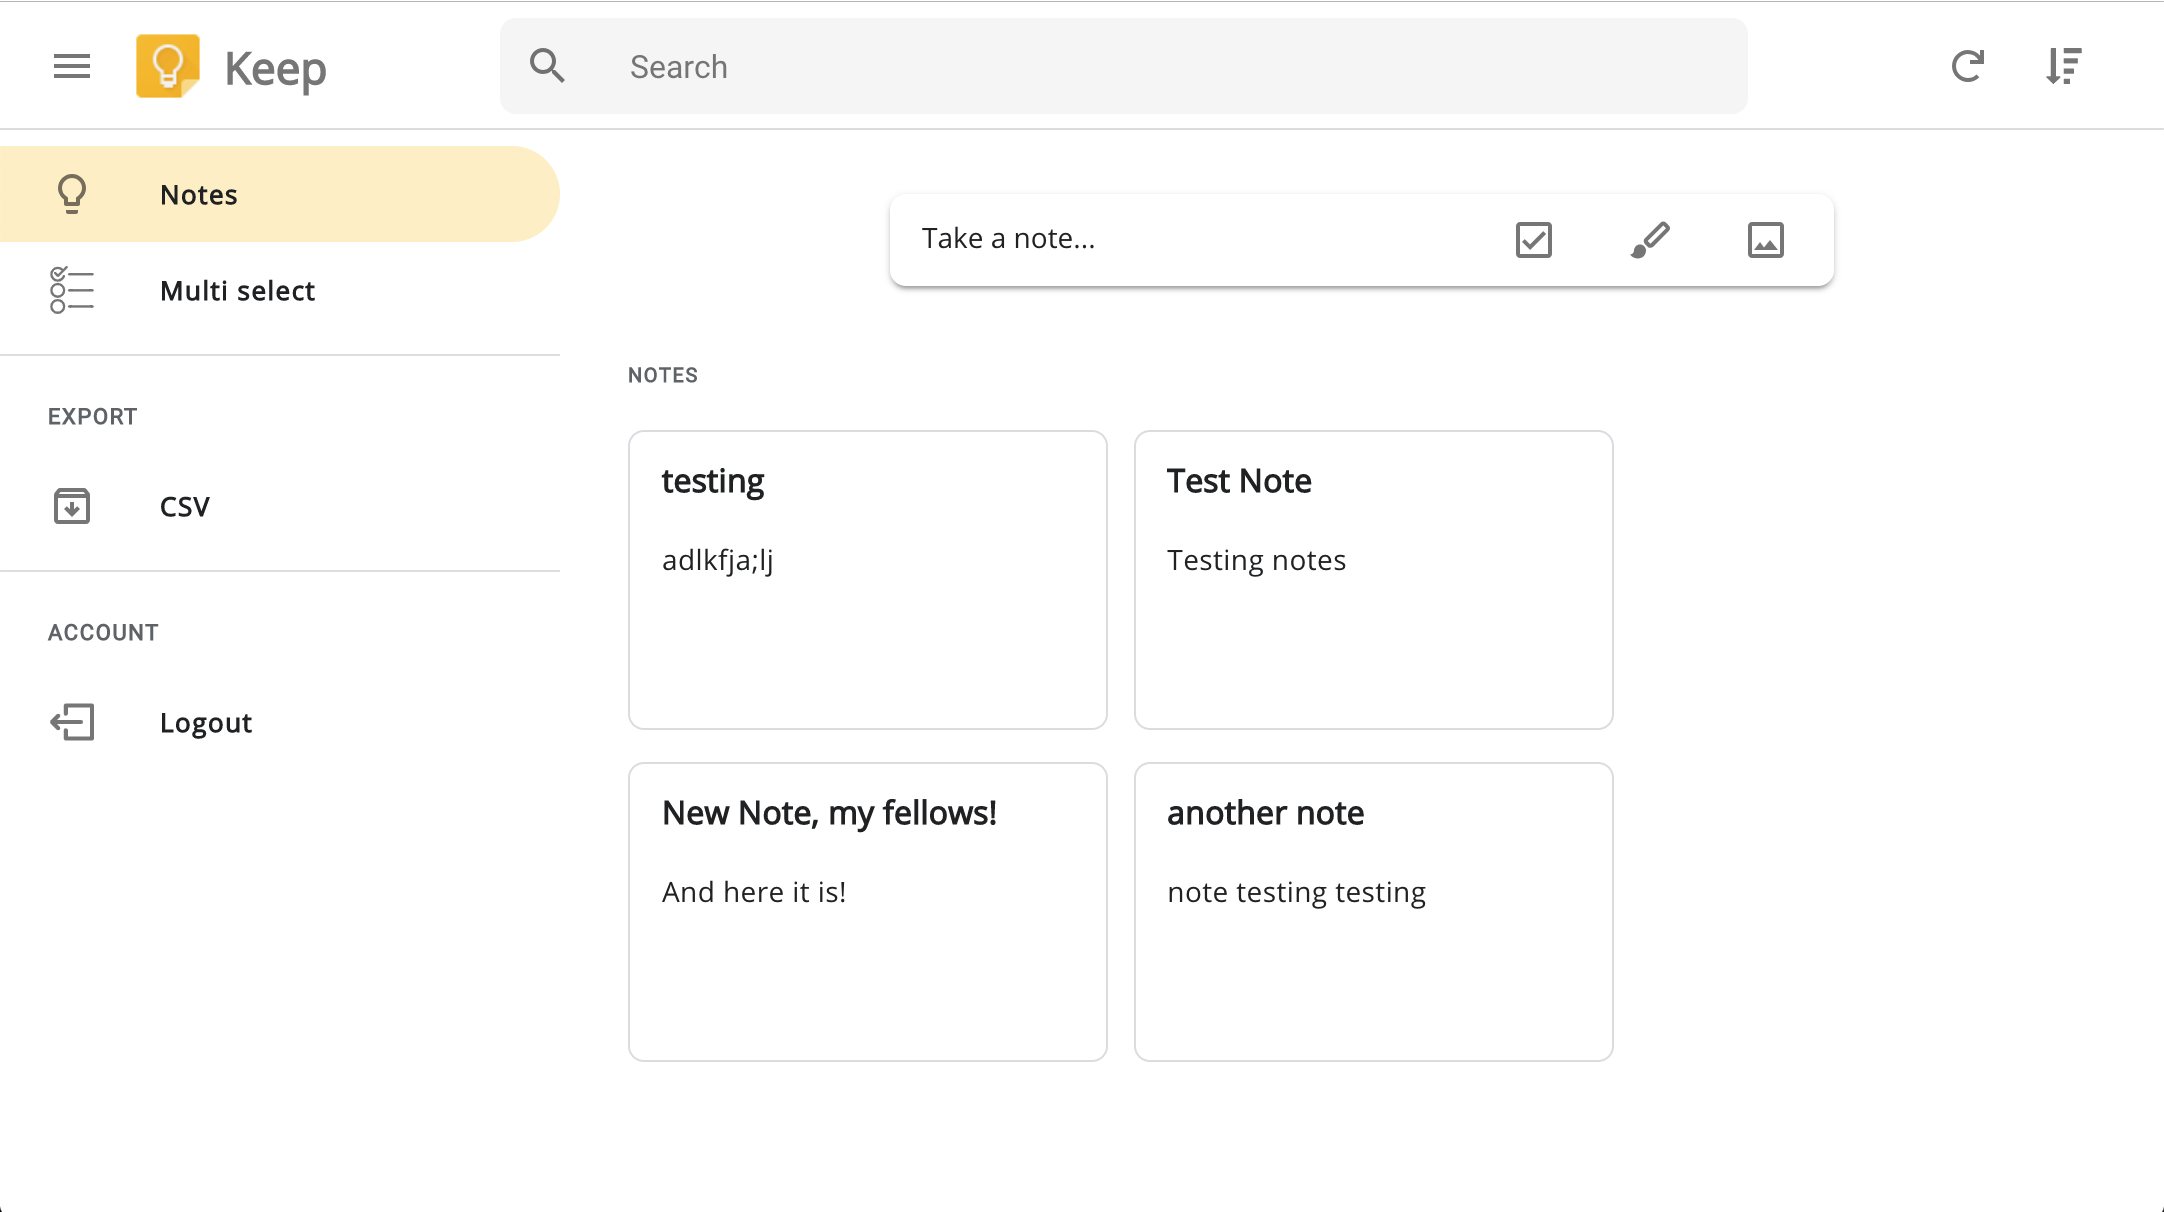 Keep
Search
Notes
Multi select
EXPORT
CSV
ACCOUNT
Logout
Take a note...
NOTES
testing
adlkfja;lj
Test Note
Testing notes
New Note, my fellows!
And here it is!
another note
note testing testing